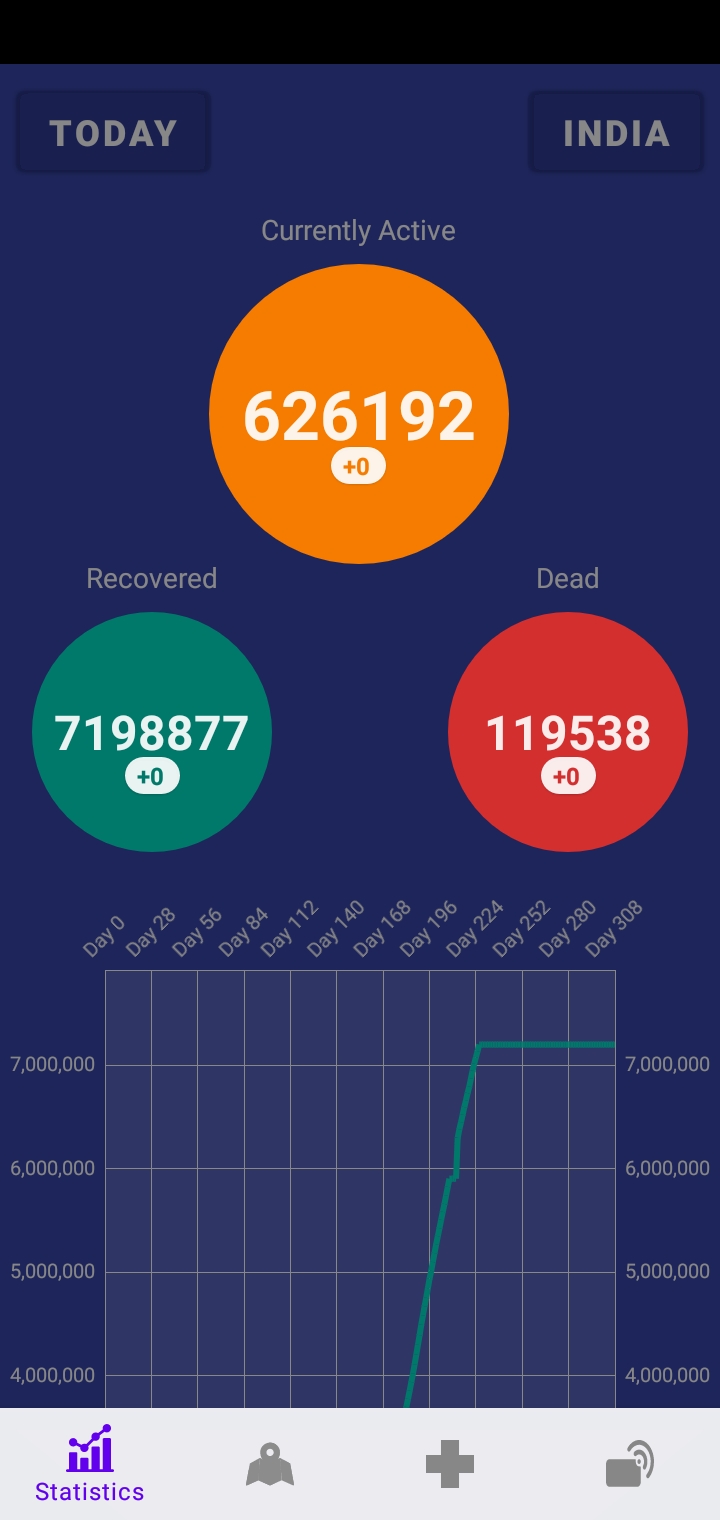 TODAY INDIA
Currently Active
626192
+0
Recovered Dead
7198877 119538
+0 +0
Day 0 Day 28 Day 56 Day 84 Day 112 Day 140 Day 168 Day 196 Day 224 Day 252 Day 280 Day 308
7,000,000 7,000,000
6,000,000 6,000,000
5,000,000 5,000,000
4,000,000 4,000,000
Statistics